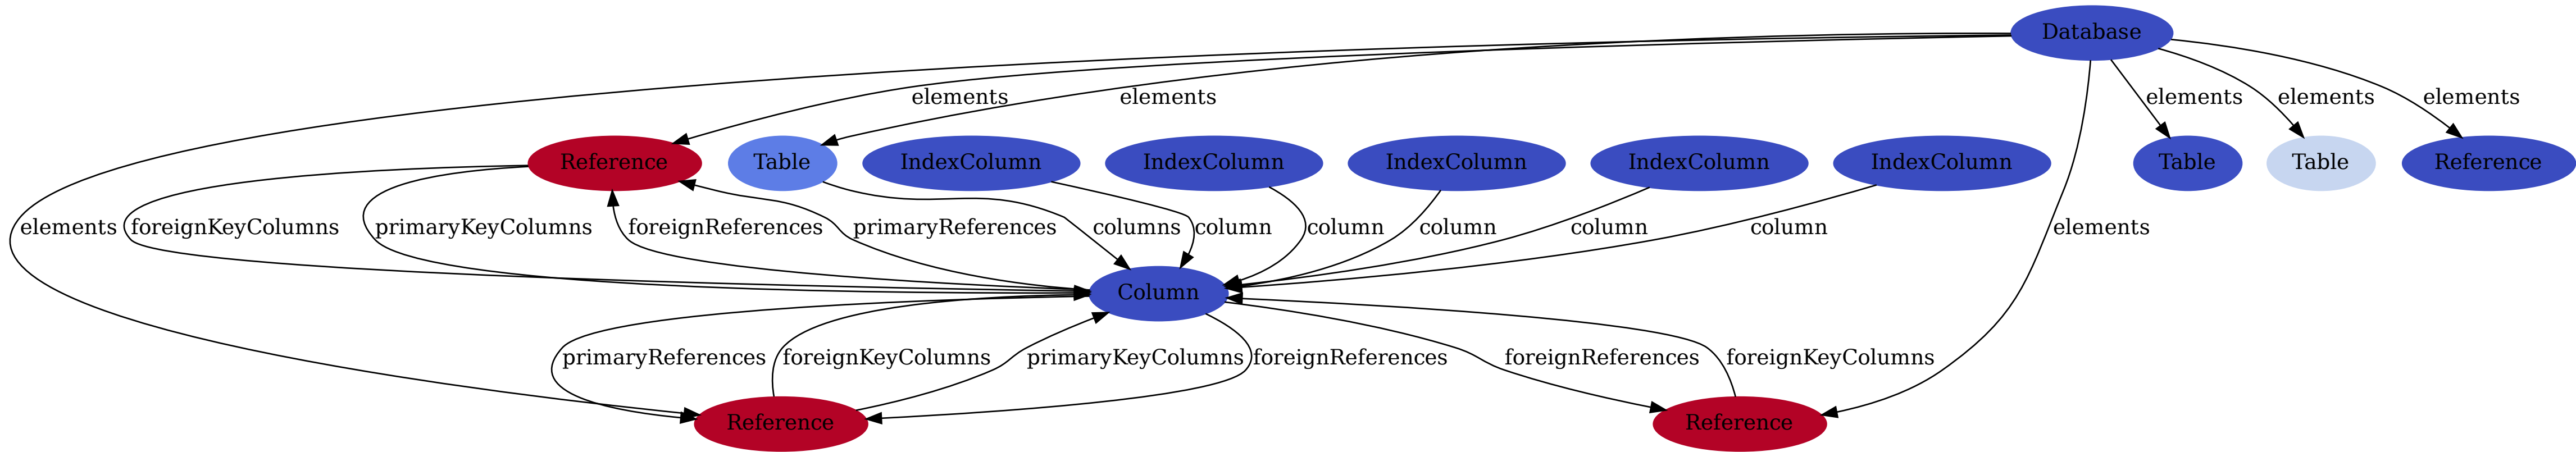 Database
elements
elements
elements
elements
elements
Reference
Table
IndexColumn
IndexColumn
IndexColumn
IndexColumn
IndexColumn
Table
Table
Reference
elements
foreignKeyColumns
primaryKeyColumns
foreignReferences
primaryReferences
columns
column
column
column
column
column
elements
Column
primaryReferences
foreignKeyColumns
primaryKeyColumns
foreignReferences
foreignReferences
foreignKeyColumns
Reference
Reference